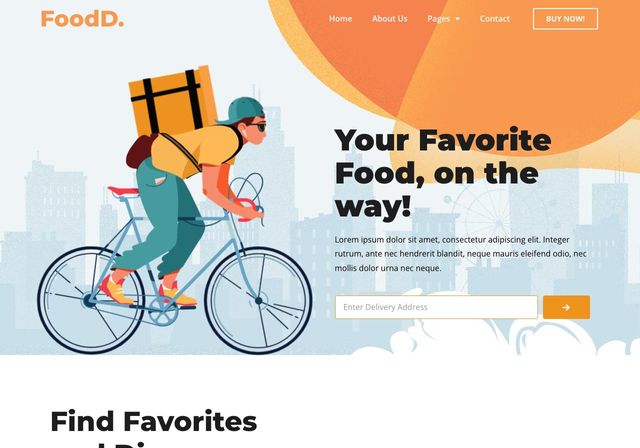 FoodD.
Home About Us Pages Contact BUY NOW!
Your Favorite
Food, on the
way!
Lorem ipsum dolor sit amet, consectetur adipiscing elit. Integer
rutrum, ante nec hendrerit blandit, neque mauris eleifend odio, nec
mollis dolor nec neque.
Enter Delivery Address
Find Favorites